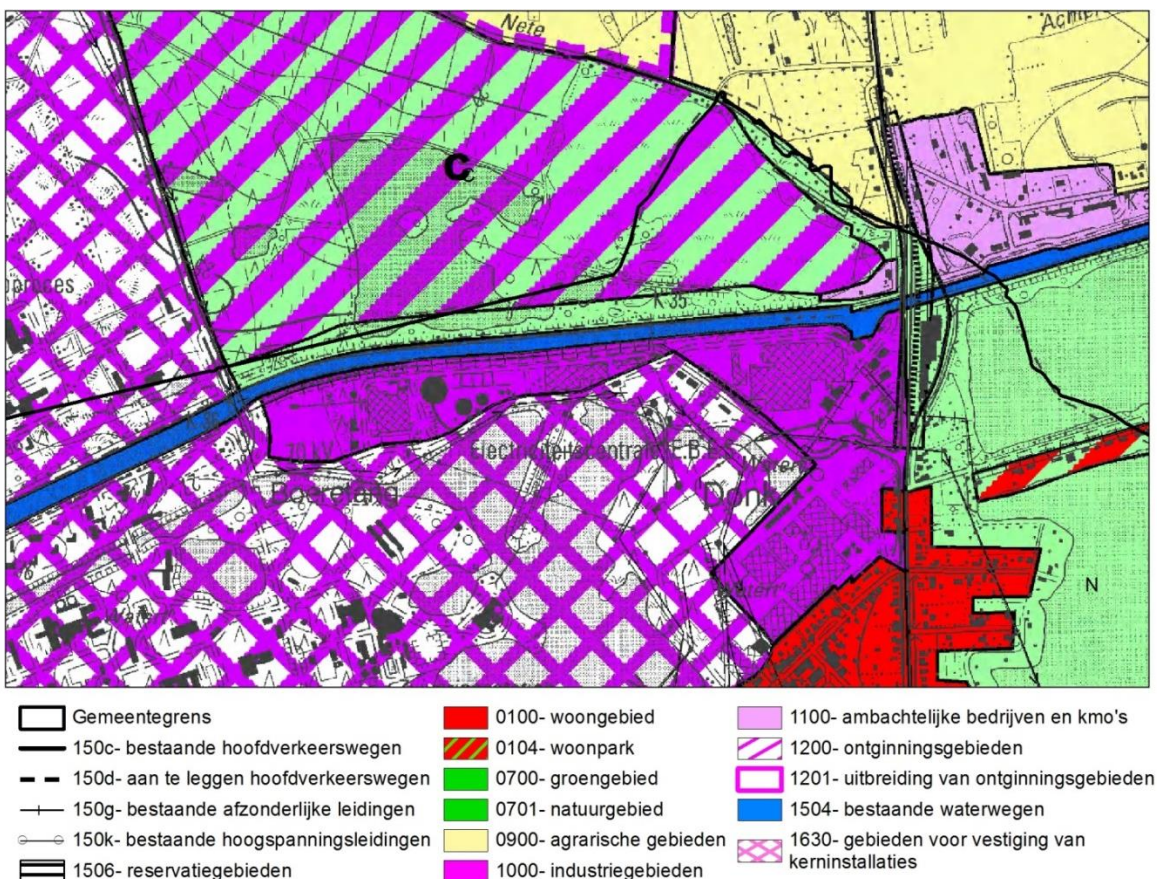 Nete
Achter
C
K 35
K 3
70 kV
Electriciteitscentrale E.B.E.S.
Boeretang
Donk
N
Gemeentegrens
150c- bestaande hoofdverkeerswegen
150d- aan te leggen hoofdverkeerswegen
150g- bestaande afzonderlijke leidingen
150k- bestaande hoogspanningsleidingen
1506- reservatiegebieden
0100- woongebied
0104- woonpark
0700- groengebied
0701- natuurgebied
0900- agrarische gebieden
1000- industriegebieden
1100- ambachtelijke bedrijven en kmo's
1200- ontginningsgebieden
1201- uitbreiding van ontginningsgebieden
1504- bestaande waterwegen
1630- gebieden voor vestiging van
kerninstallaties